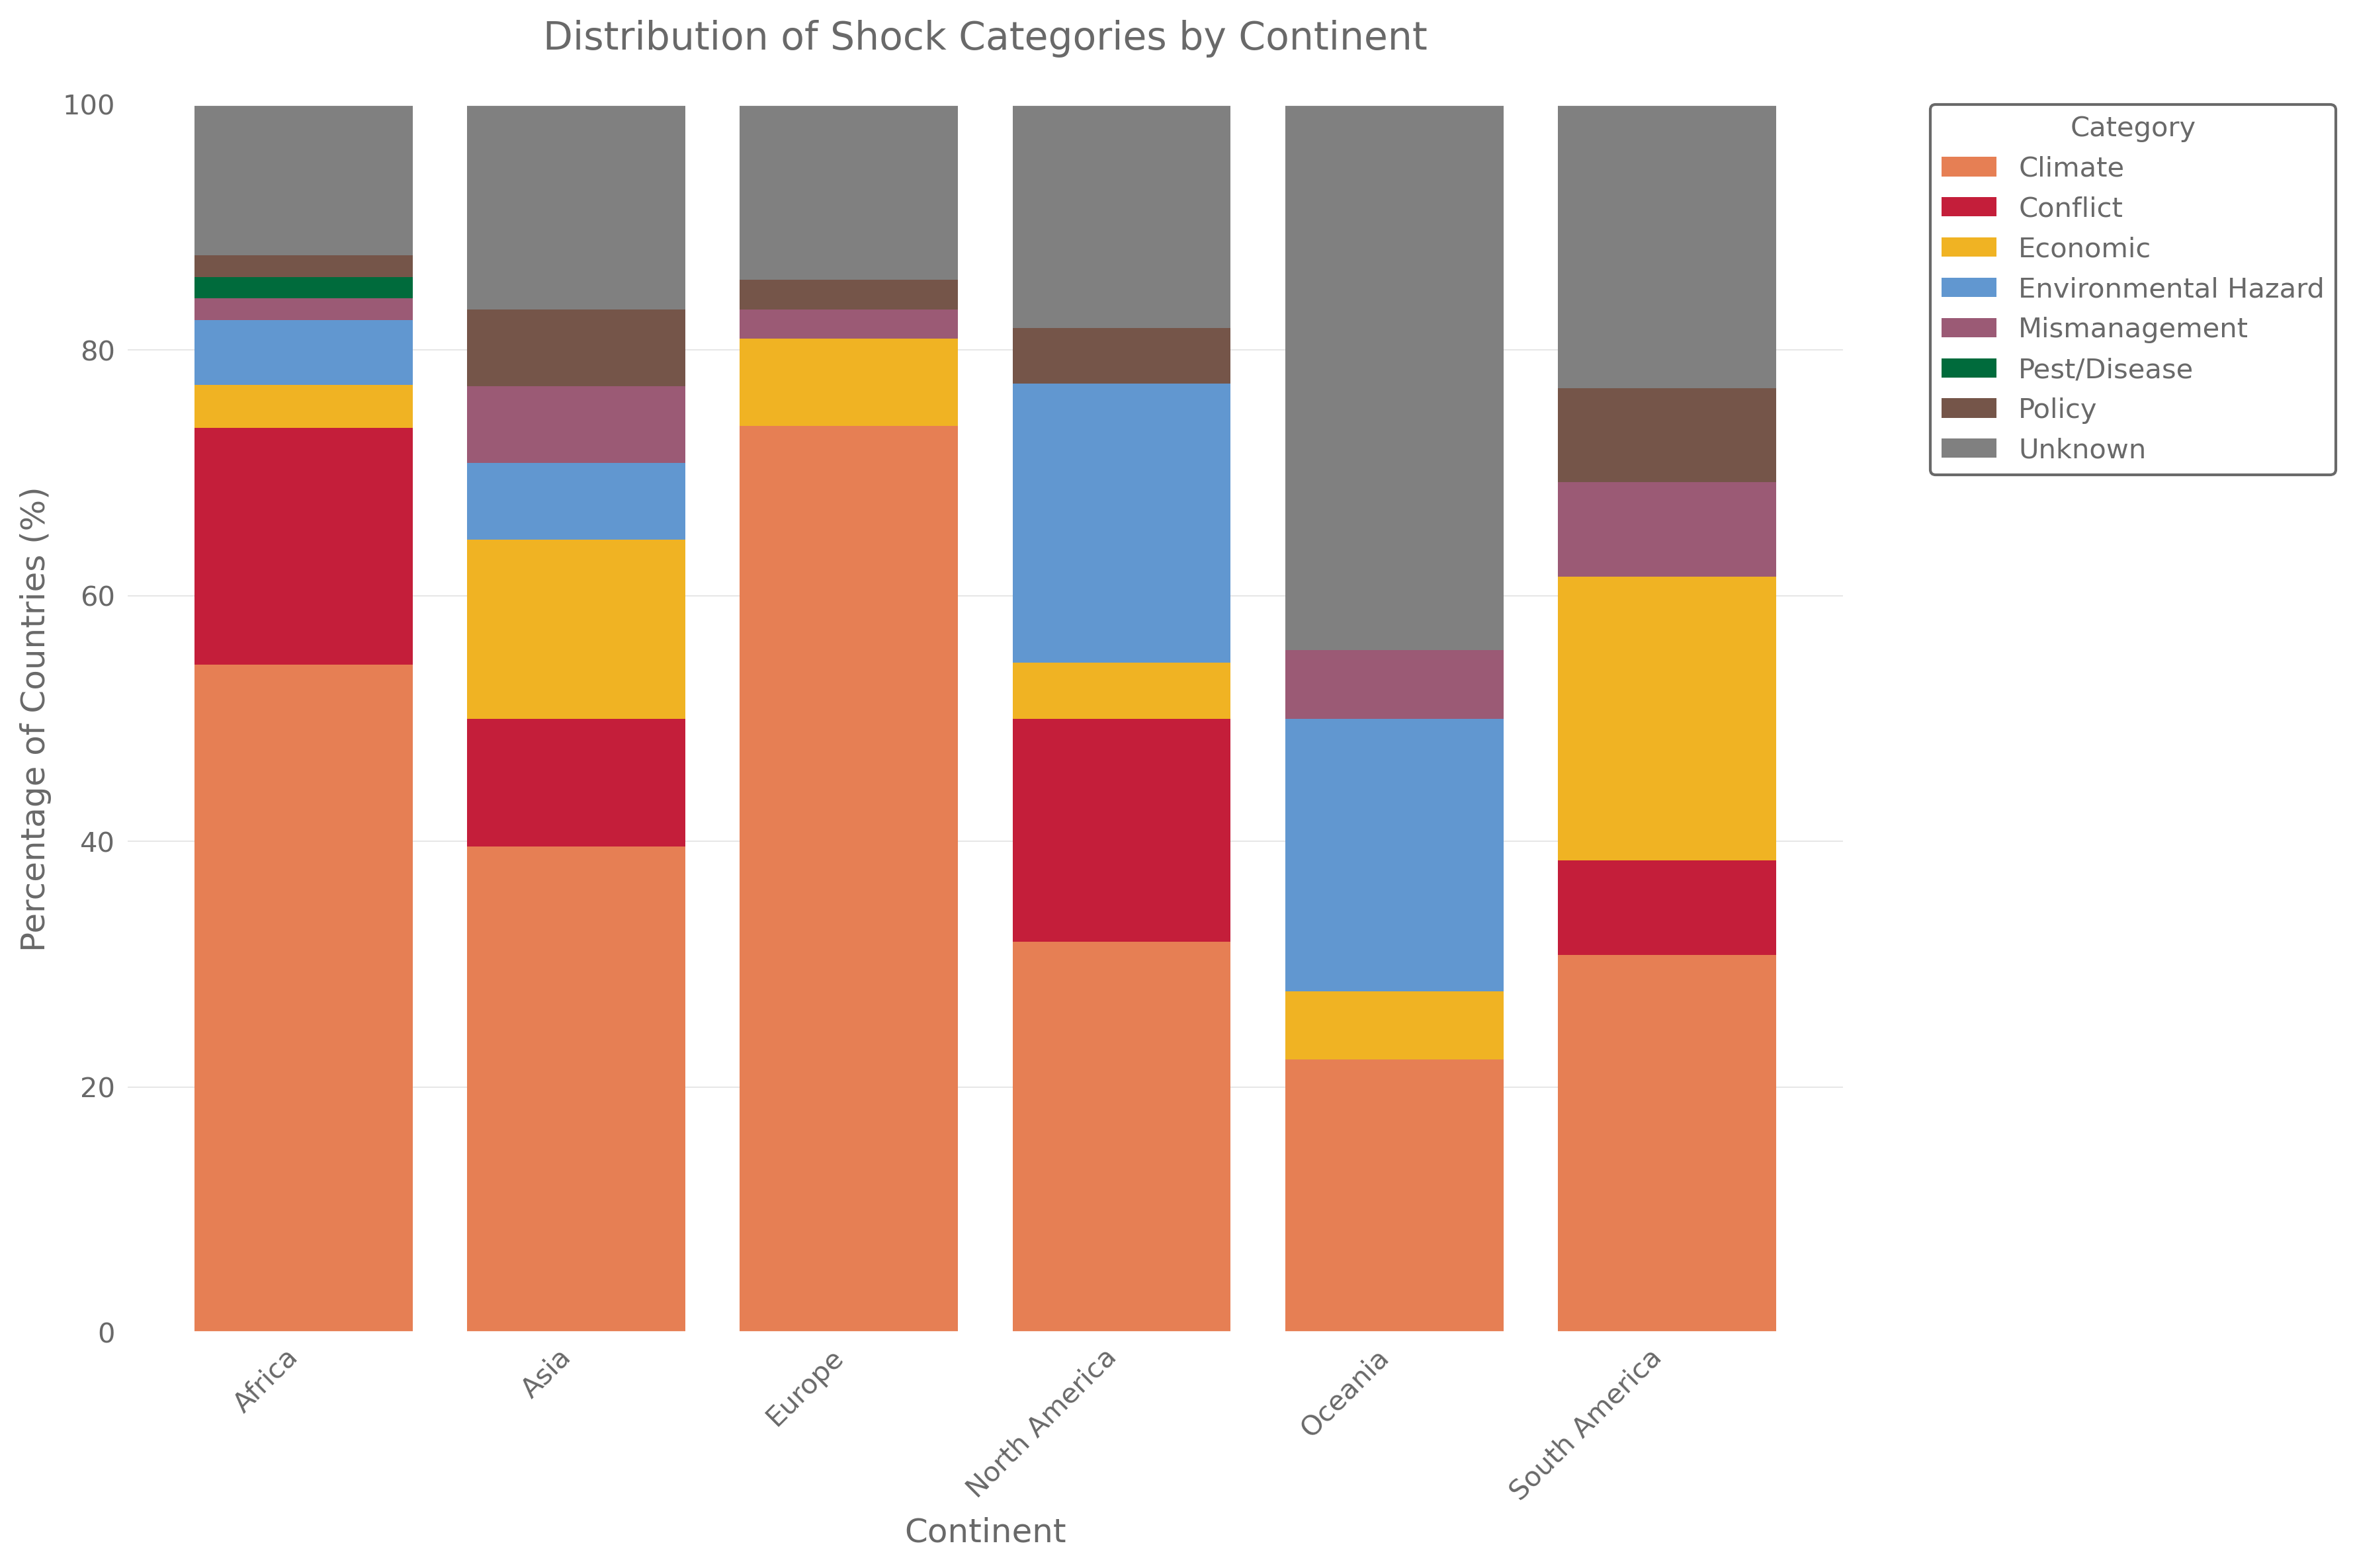 Distribution of Shock Categories by Continent
100
80
60
40
20
0
Percentage of Countries (%)
Africa
Asia
Europe
North America
Oceania
South America
Continent
Category
Climate
Conflict
Economic
Environmental Hazard
Mismanagement
Pest/Disease
Policy
Unknown